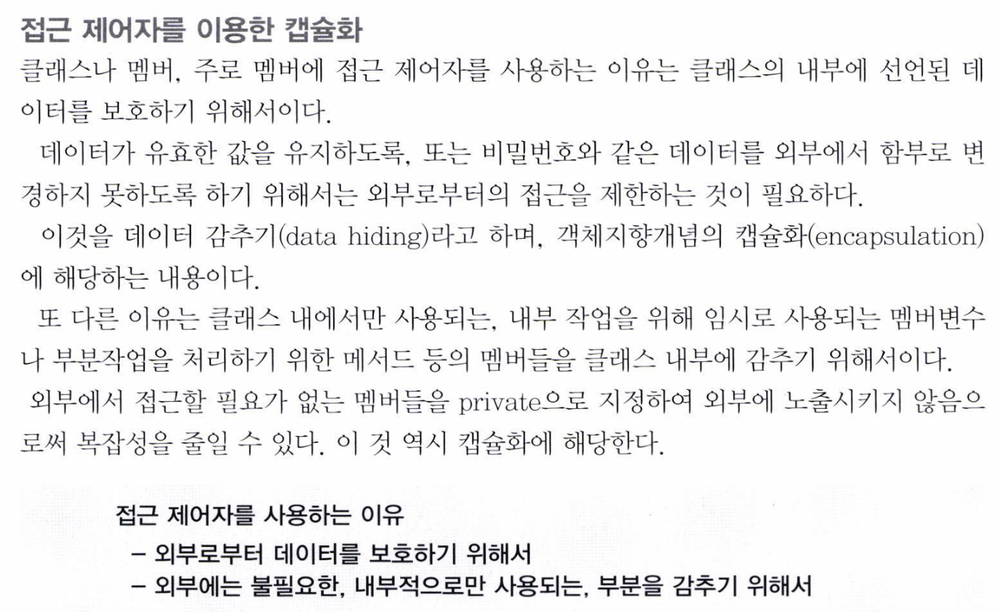 접근 제어자를 이용한 캡슐화
클래스나 멤버, 주로 멤버에 접근 제어자를 사용하는 이유는 클래스의 내부에 선언된 데
이터를 보호하기 위해서이다.
데이터가 유효한 값을 유지하도록, 또는 비밀번호와 같은 데이터를 외부에서 함부로 변
경하지 못하도록 하기 위해서는 외부로부터의 접근을 제한하는 것이 필요하다.
이것을 데이터 감추기(data hiding)라고 하며, 객체지향개념의 캡슐화(encapsulation)
에 해당하는 내용이다.
또 다른 이유는 클래스 내에서만 사용되는, 내부 작업을 위해 임시로 사용되는 멤버변수
나 부분작업을 처리하기 위한 메서드 등의 멤버들을 클래스 내부에 감추기 위해서이다.
외부에서 접근할 필요가 없는 멤버들을 private으로 지정하여 외부에 노출시키지 않음으
로써 복잡성을 줄일 수 있다. 이 것 역시 캡슐화에 해당한다.
접근 제어자를 사용하는 이유
- 외부로부터 데이터를 보호하기 위해서
- 외부에는 불필요한, 내부적으로만 사용되는, 부분을 감추기 위해서